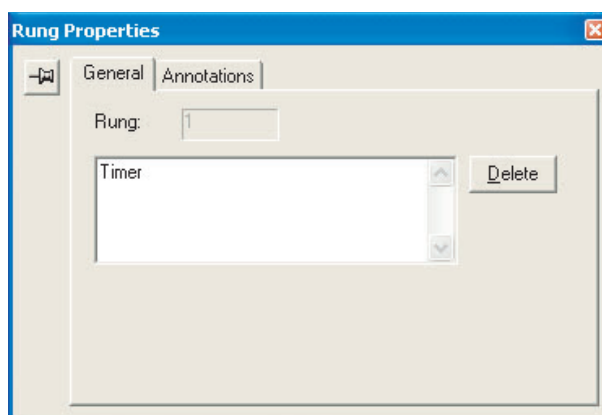 Rung Properties
General Annotations
Rung: 1
Timer
Delete